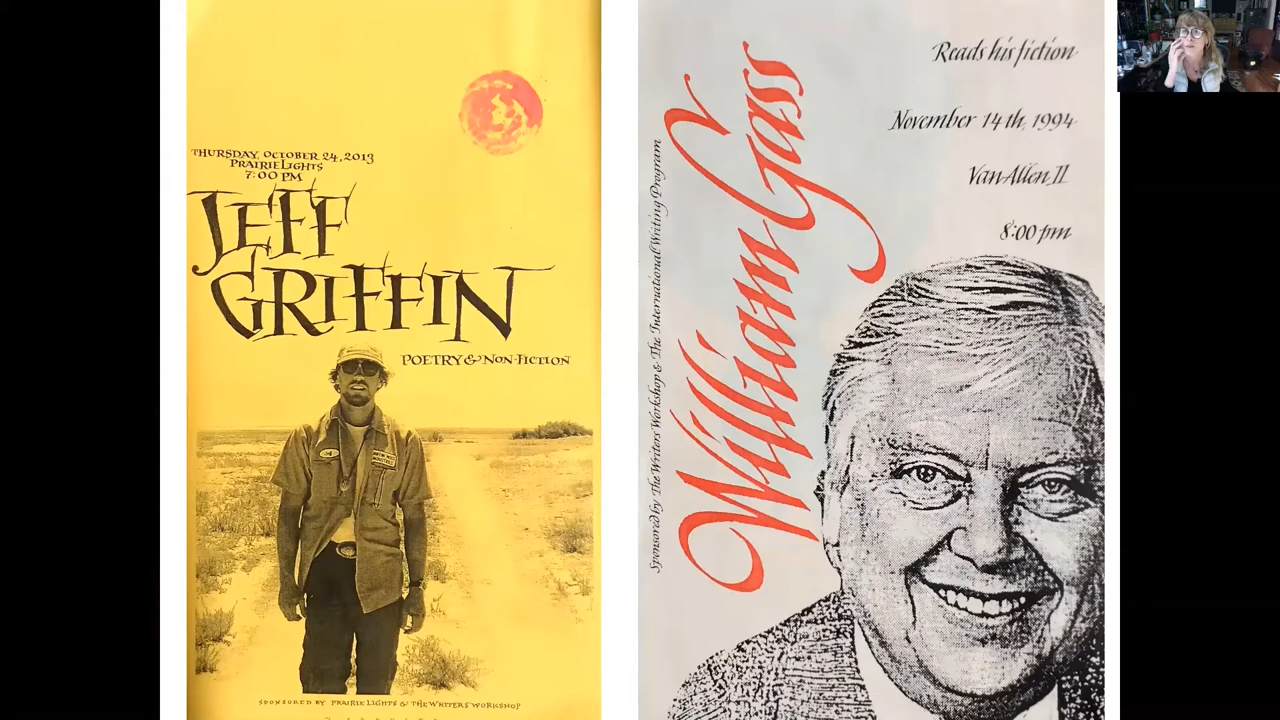 THURSDAY, OCTOBER 24, 2013
PRAIRIE LIGHTS
7:00 PM
JEFF
GRIFFIN
POETRY & NON-FICTION
SPONSORED BY PRAIRIE LIGHTS & THE WRITERS' WORKSHOP
Sponsored by The Writers' Workshop & The International Writing Program
William Gass
Reads his fiction
November 14th, 1994
Van Allen II
8:00 pm